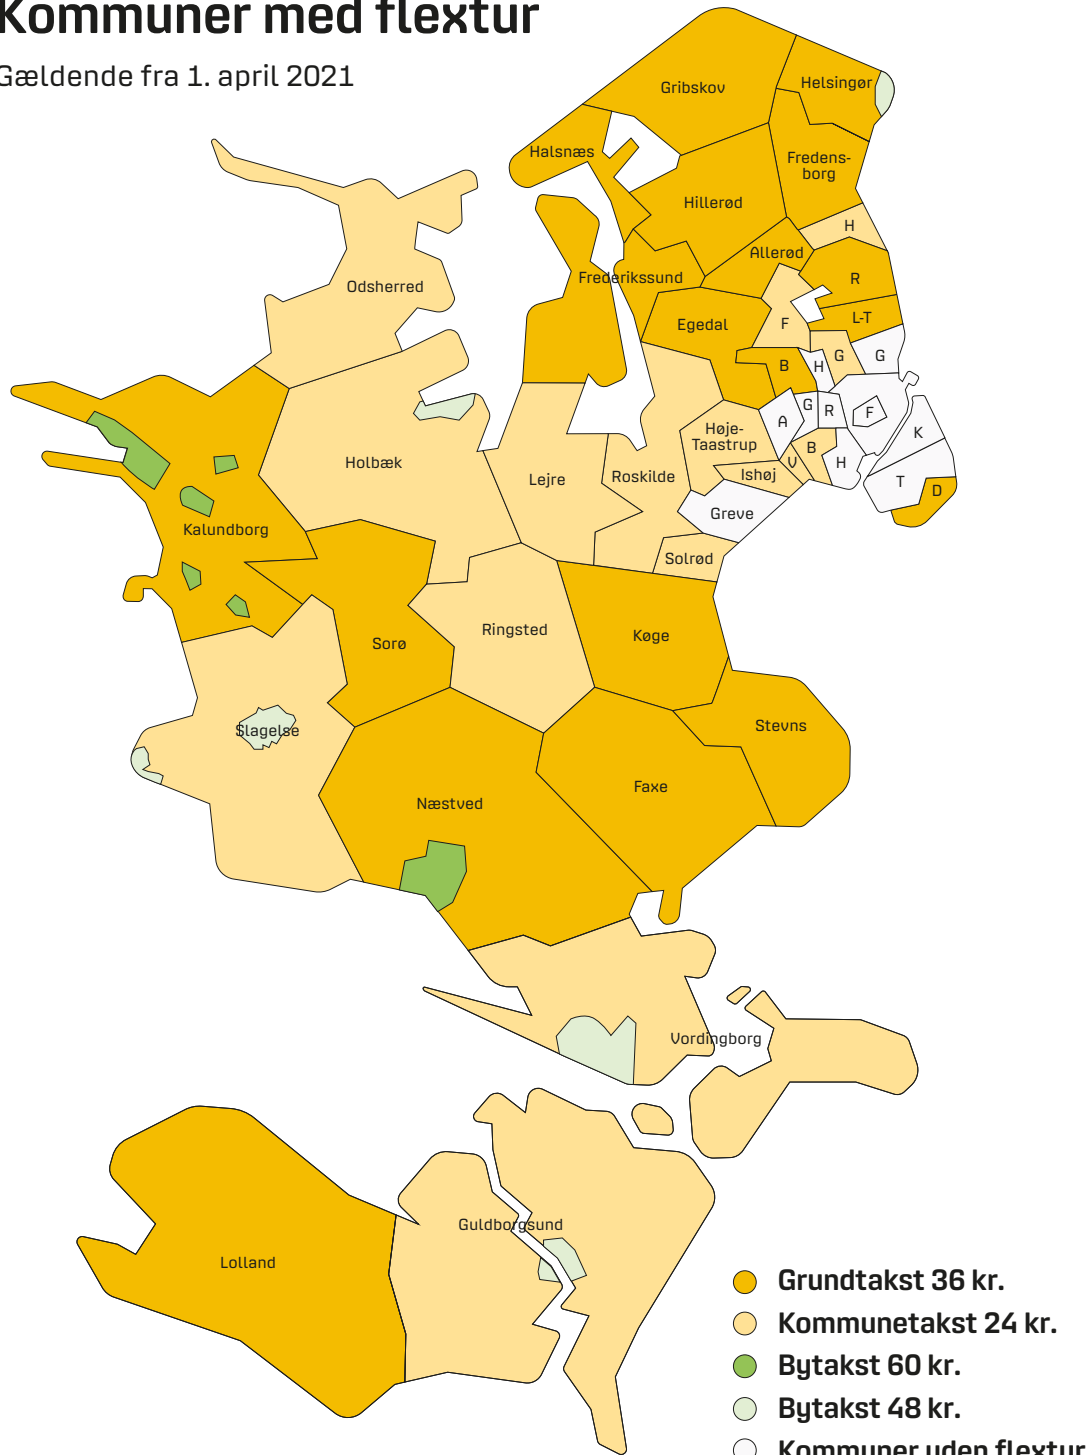 Kommuner med flextur
Gældende fra 1. april 2021
Gribskov
Helsingør
Halsnæs
Fredens-
borg
Hillerød
H
Allerød
Frederikssund
R
Odsherred
L-T
Egedal
F
G
G
B
H
G
R
F
A
K
Høje-
Taastrup
B
V
H
Holbæk
Ishøj
Lejre
Roskilde
T
D
Greve
Kalundborg
Solrød
Ringsted
Køge
Sorø
Slagelse
Stevns
Faxe
Næstved
Vordingborg
Guldborgsund
Lolland
Grundtakst 36 kr.
Kommunetakst 24 kr.
Bytakst 60 kr.
Bytakst 48 kr.
Kommuner uden flextur